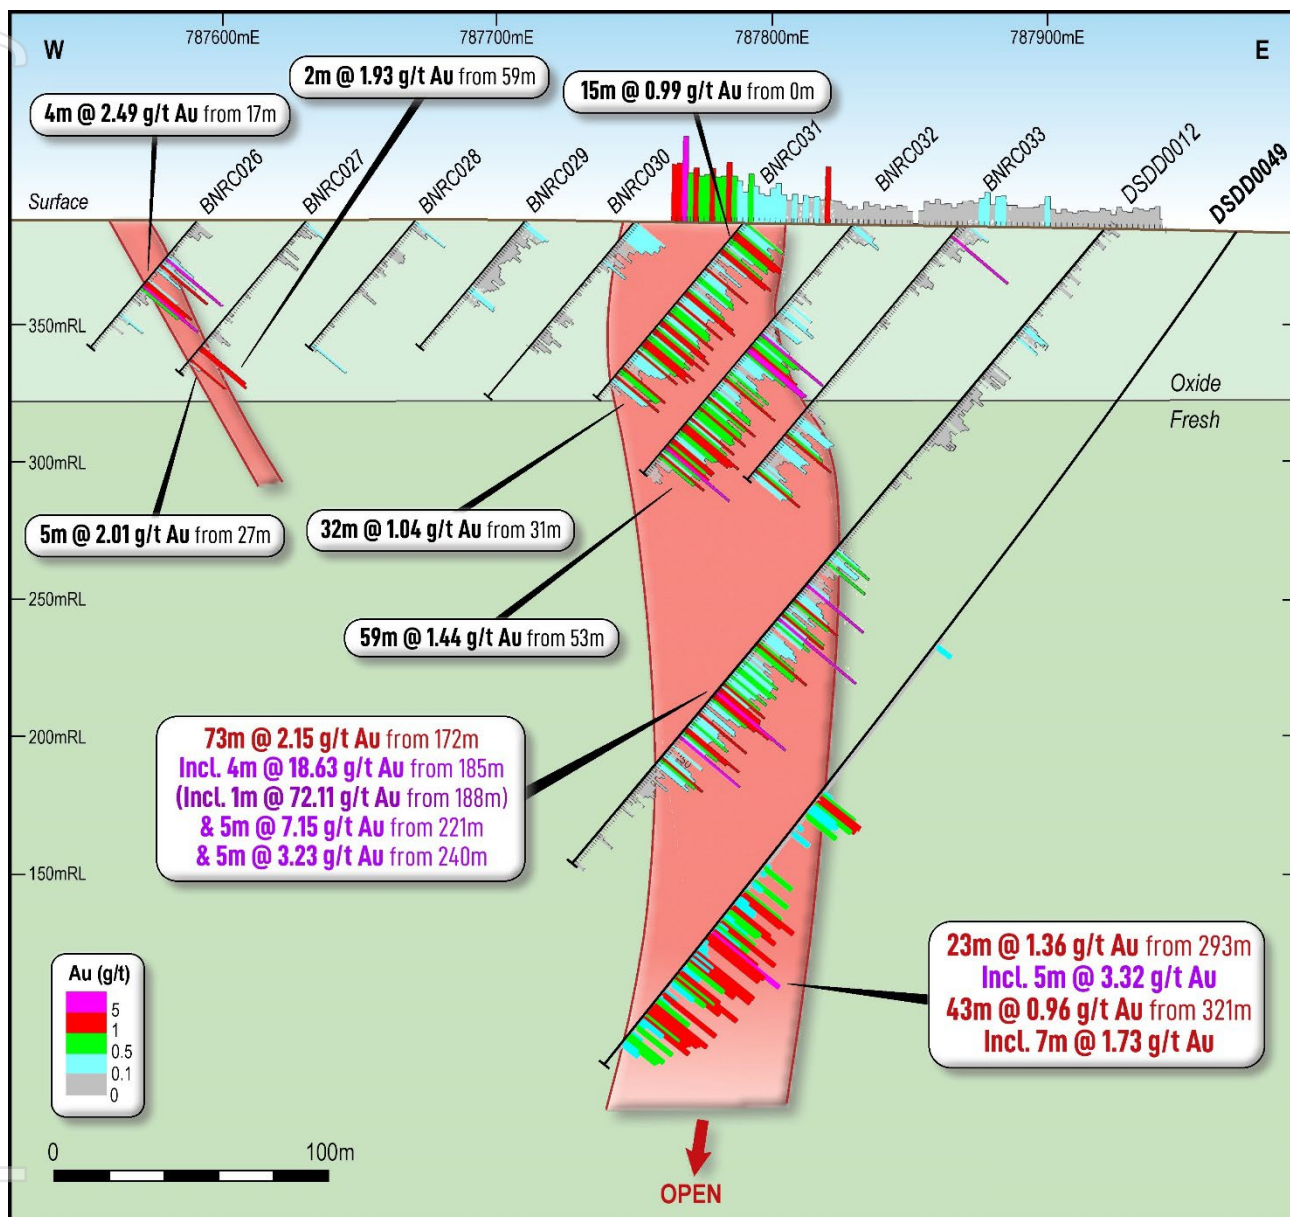 787600mE
787700mE
787800mE
787900mE
W
E
2m @ 1.93 g/t Au from 59m
4m @ 2.49 g/t Au from 17m
15m @ 0.99 g/t Au from 0m
BNRC026
BNRC027
BNRC028
BNRC029
BNRC030
BNRC031
BNRC032
BNRC033
DSDD0012
DSDD0049
Surface
350mRL
Oxide
Fresh
300mRL
5m @ 2.01 g/t Au from 27m
32m @ 1.04 g/t Au from 31m
250mRL
59m @ 1.44 g/t Au from 53m
200mRL
73m @ 2.15 g/t Au from 172m
Incl. 4m @ 18.63 g/t Au from 185m
(Incl. 1m @ 72.11 g/t Au from 188m)
& 5m @ 7.15 g/t Au from 221m
& 5m @ 3.23 g/t Au from 240m
150mRL
23m @ 1.36 g/t Au from 293m
Incl. 5m @ 3.32 g/t Au
43m @ 0.96 g/t Au from 321m
Incl. 7m @ 1.73 g/t Au
Au (g/t)
5
1
0.5
0.1
0
0
100m
OPEN